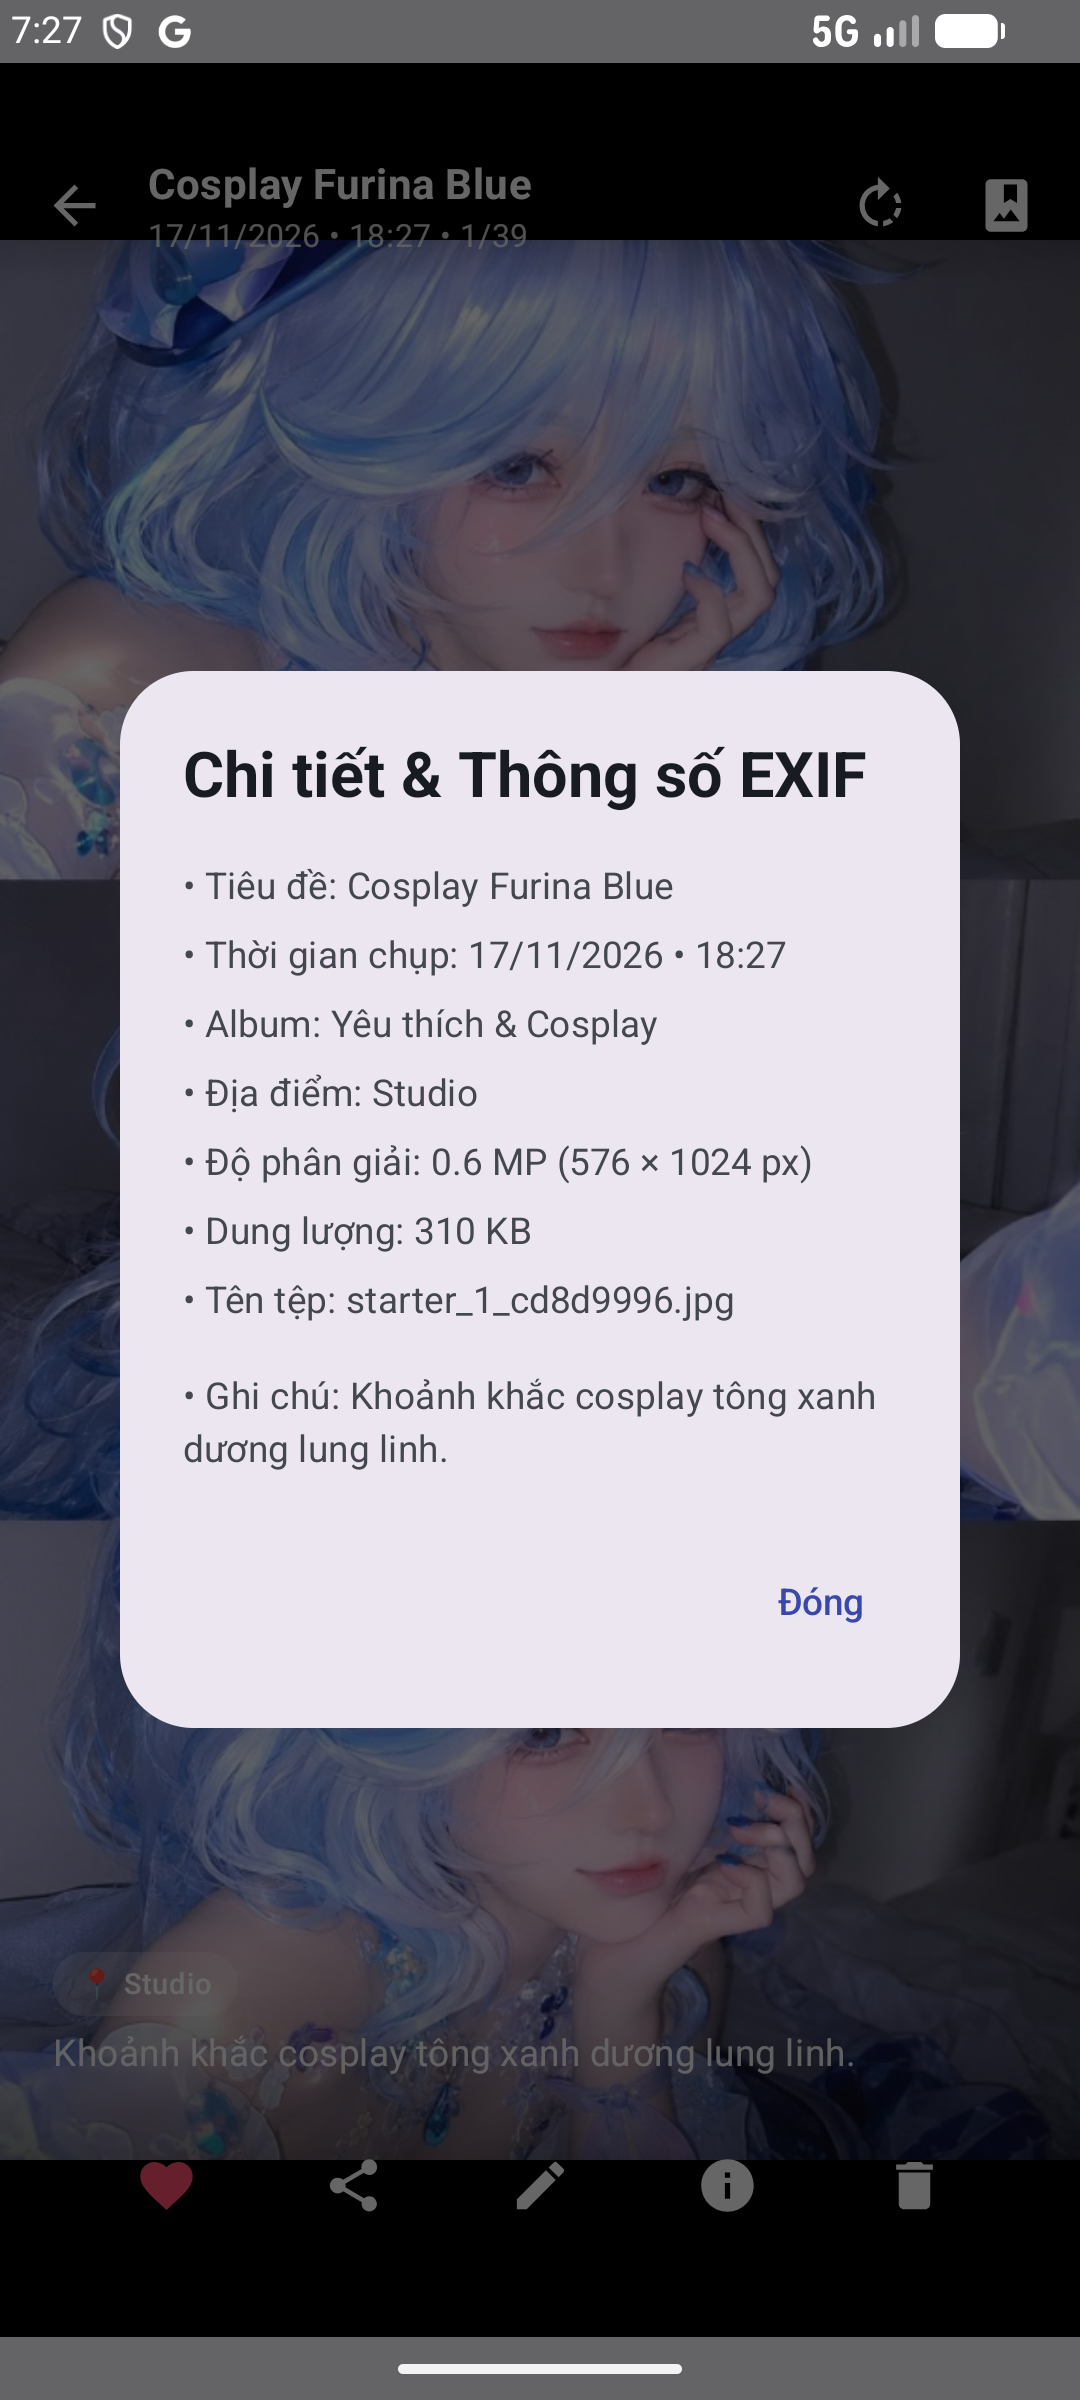 7:27
5G
Cosplay Furina Blue
17/11/2026 • 18:27 • 1/39
Chi tiết & Thông số EXIF
• Tiêu đề: Cosplay Furina Blue
• Thời gian chụp: 17/11/2026 • 18:27
• Album: Yêu thích & Cosplay
• Địa điểm: Studio
• Độ phân giải: 0.6 MP (576 × 1024 px)
• Dung lượng: 310 KB
• Tên tệp: starter_1_cd8d9996.jpg
• Ghi chú: Khoảnh khắc cosplay tông xanh
dương lung linh.
Đóng
Studio
Khoảnh khắc cosplay tông xanh dương lung linh.